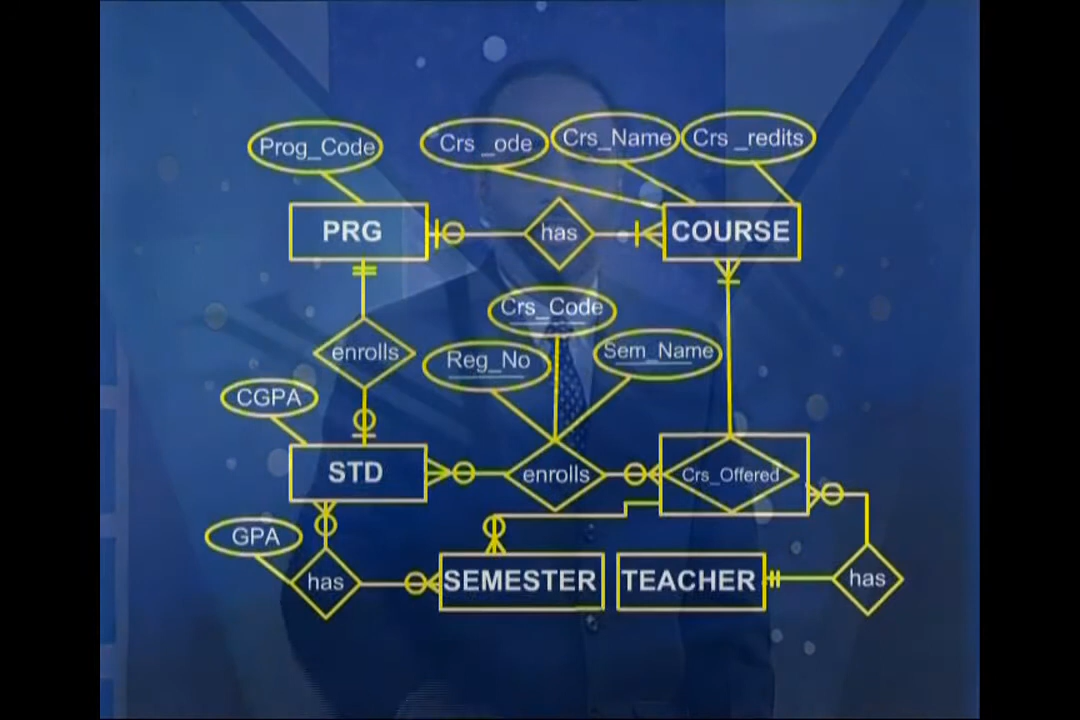 Prog_Code
Crs _ode
Crs_Name
Crs _redits
PRG
has
COURSE
Crs_Code
enrolls
Reg_No
Sem_Name
CGPA
STD
enrolls
Crs_Offered
GPA
has
SEMESTER
TEACHER
has